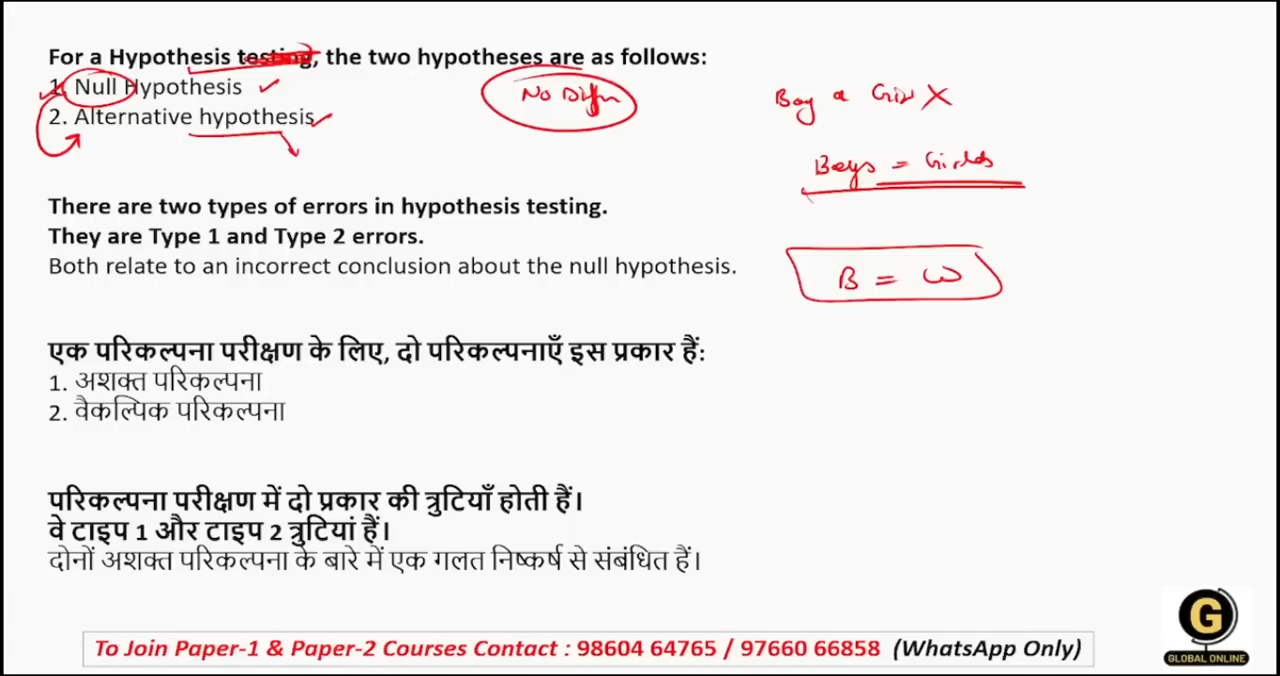 For a Hypothesis testing, the two hypotheses are as follows:
1. Null Hypothesis
2. Alternative hypothesis
No Diffn
Boy a Girl X
Boys = Girls
There are two types of errors in hypothesis testing.
They are Type 1 and Type 2 errors.
Both relate to an incorrect conclusion about the null hypothesis.
B = W
एक परिकल्पना परीक्षण के लिए, दो परिकल्पनाएँ इस प्रकार हैं:
1. अशक्त परिकल्पना
2. वैकल्पिक परिकल्पना
परिकल्पना परीक्षण में दो प्रकार की त्रुटियाँ होती हैं।
वे टाइप 1 और टाइप 2 त्रुटियां हैं।
दोनों अशक्त परिकल्पना के बारे में एक गलत निष्कर्ष से संबंधित हैं।
To Join Paper-1 & Paper-2 Courses Contact : 98604 64765 / 97660 66858 (WhatsApp Only)
G
GLOBAL ONLINE